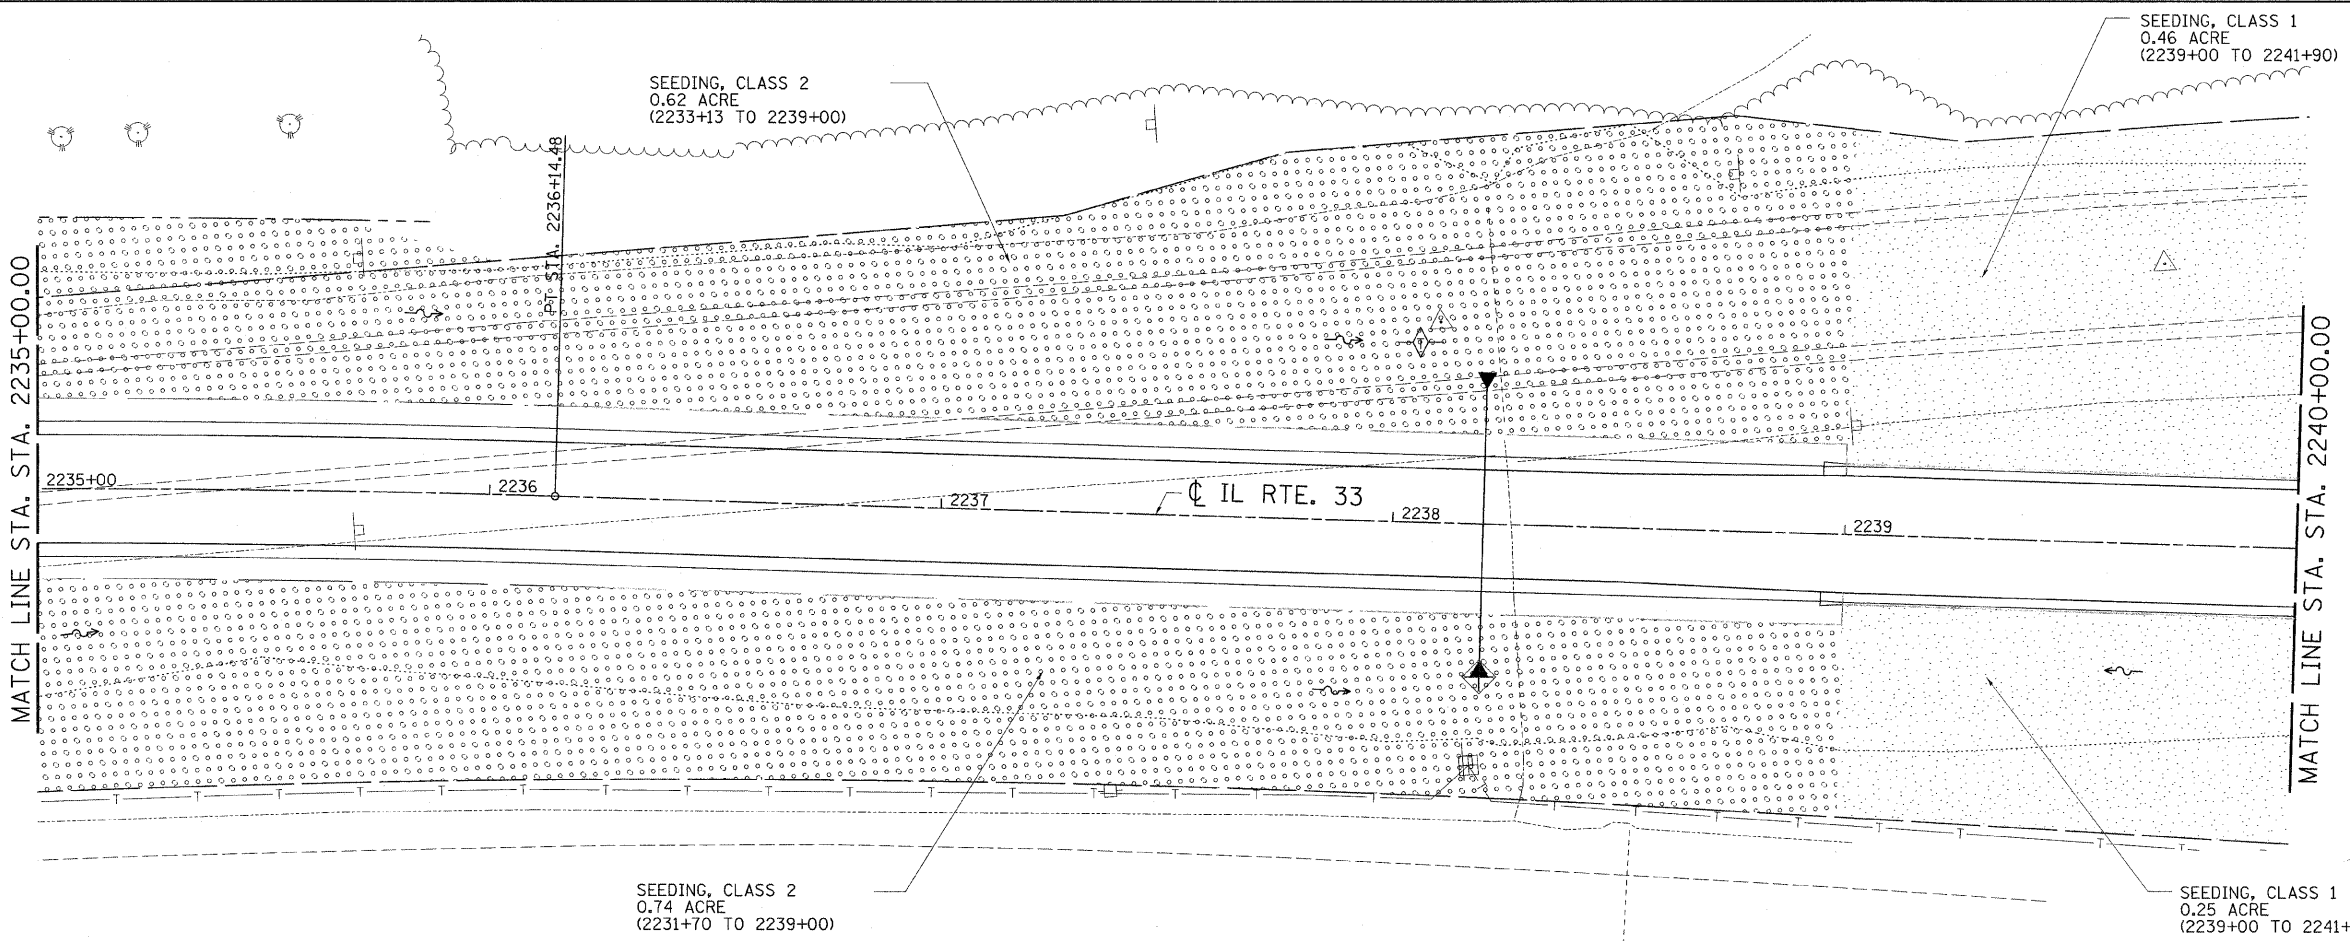 SEEDING, CLASS 1
0.46 ACRE
(2239+00 TO 2241+90)
SEEDING, CLASS 2
0.62 ACRE
(2233+13 TO 2239+00)
PT STA. 2236+14.48
MATCH LINE STA. STA. 2235+00.00
MATCH LINE STA. STA. 2240+00.00
2235+00
2236
2237
℄ IL RTE. 33
2238
2239
T T T T T T T T T T T T T T T T T T T T T T T T
SEEDING, CLASS 2
0.74 ACRE
(2231+70 TO 2239+00)
SEEDING, CLASS 1
0.25 ACRE
(2239+00 TO 2241+